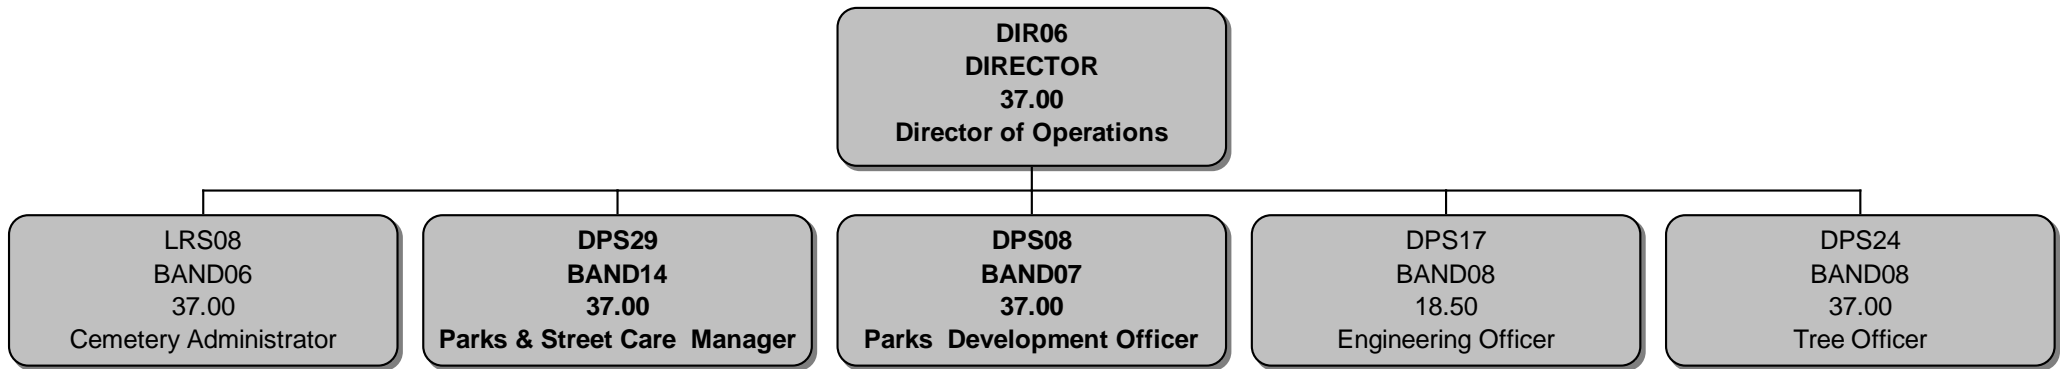 DIR06
DIRECTOR
37.00
Director of Operations
LRS08
BAND06
37.00
Cemetery Administrator
DPS29
BAND14
37.00
Parks & Street Care  Manager
DPS08
BAND07
37.00
Parks  Development Officer
DPS17
BAND08
18.50
Engineering Officer
DPS24
BAND08
37.00
Tree Officer